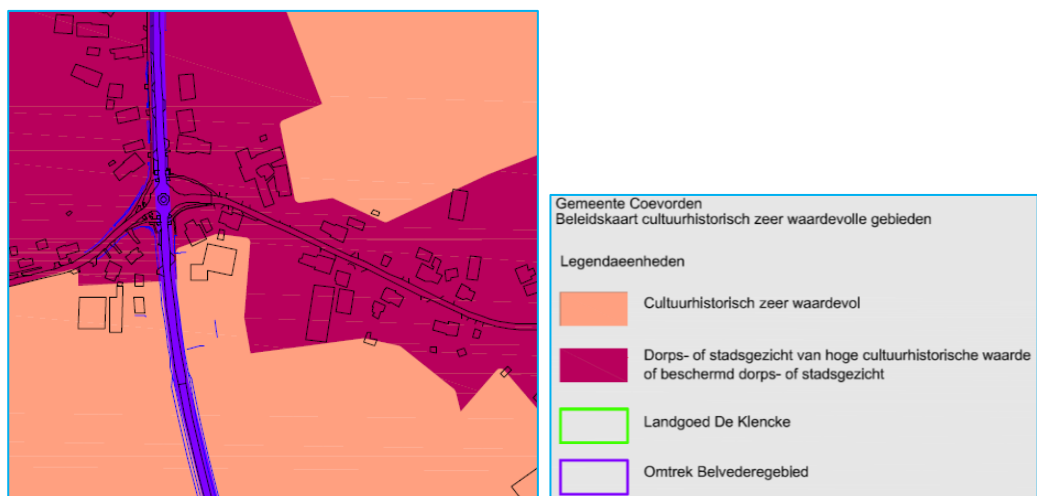 Gemeente Coevorden
Beleidskaart cultuurhistorisch zeer waardevolle gebieden
Legendaeenheden
Cultuurhistorisch zeer waardevol
Dorps- of stadsgezicht van hoge cultuurhistorische waarde
of beschermd dorps- of stadsgezicht
Landgoed De Klencke
Omtrek Belvederegebied